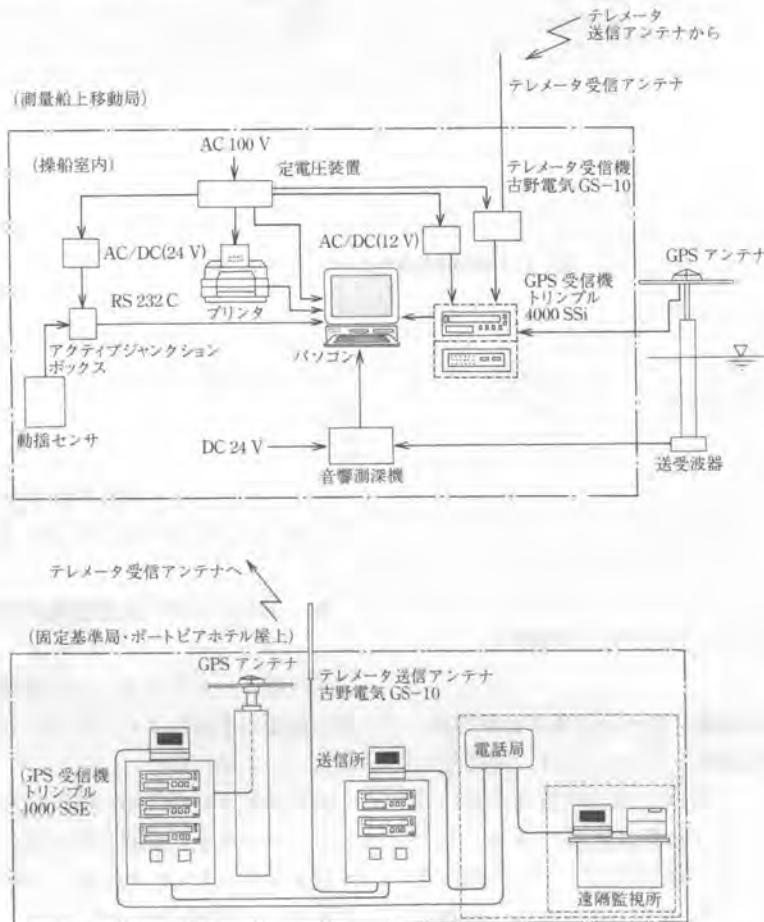 テレメータ
送信アンテナから
テレメータ受信アンテナ
(測量船上移動局)
AC 100 V
(操船室内)
定電圧装置
テレメータ受信機
古野電気 GS-10
AC/DC(24 V)
AC/DC(12 V)
GPS アンテナ
RS 232 C
プリンタ
GPS 受信機
トリンプル
4000 SSi
アクティブジャンクション
ボックス
パソコン
動揺センサ
DC 24 V
音響測深機
送受波器
テレメータ受信アンテナへ
(固定基準局・ポートピアホテル屋上)
GPS アンテナ
テレメータ送信アンテナ
古野電気 GS-10
送信所
電話局
GPS 受信機
トリンプル
4000 SSE
遠隔監視所